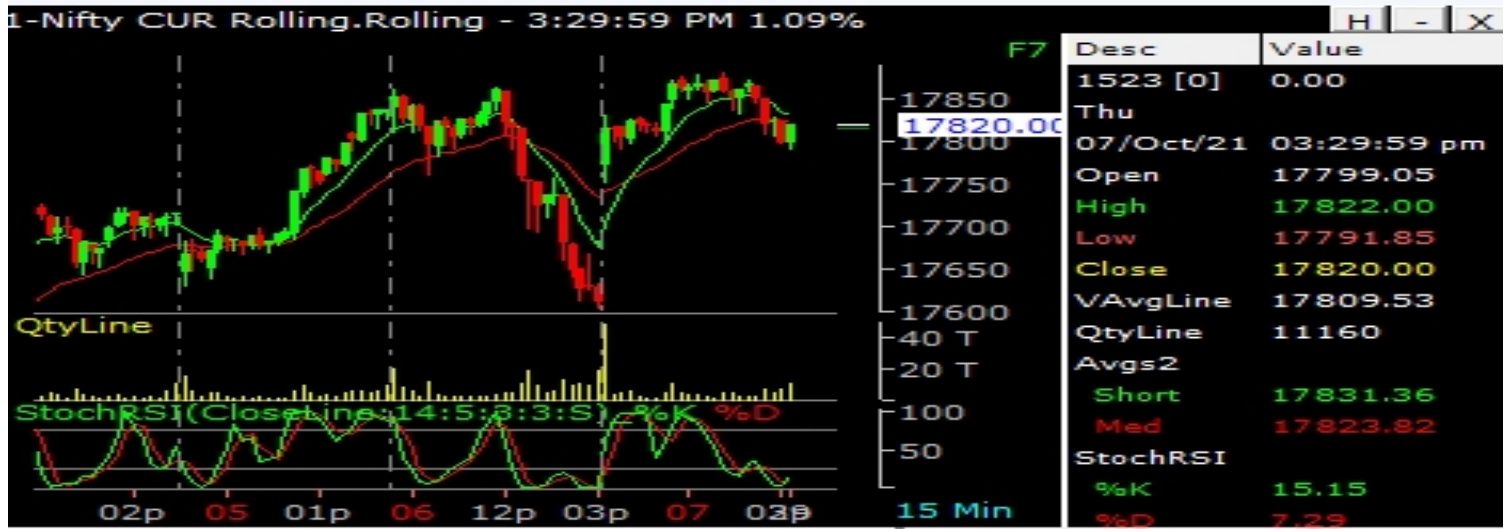 1-Nifty CUR Rolling.Rolling - 3:29:59 PM 1.09%
H - X
F7
17850
17820.00
17800
17750
17700
17650
17600
QtyLine
40 T
20 T
StochRSI(CloseLine:14:5:3:3:S) %K %D
100
50
02p 05 01p 06 12p 03p 07
15 Min
Desc Value
1523 [0] 0.00
Thu
07/Oct/21 03:29:59 pm
Open 17799.05
High 17822.00
Low 17791.85
Close 17820.00
VAvgLine 17809.53
QtyLine 11160
Avgs2
Short 17831.36
Med 17823.82
StochRSI
%K 15.15
%D 7.29